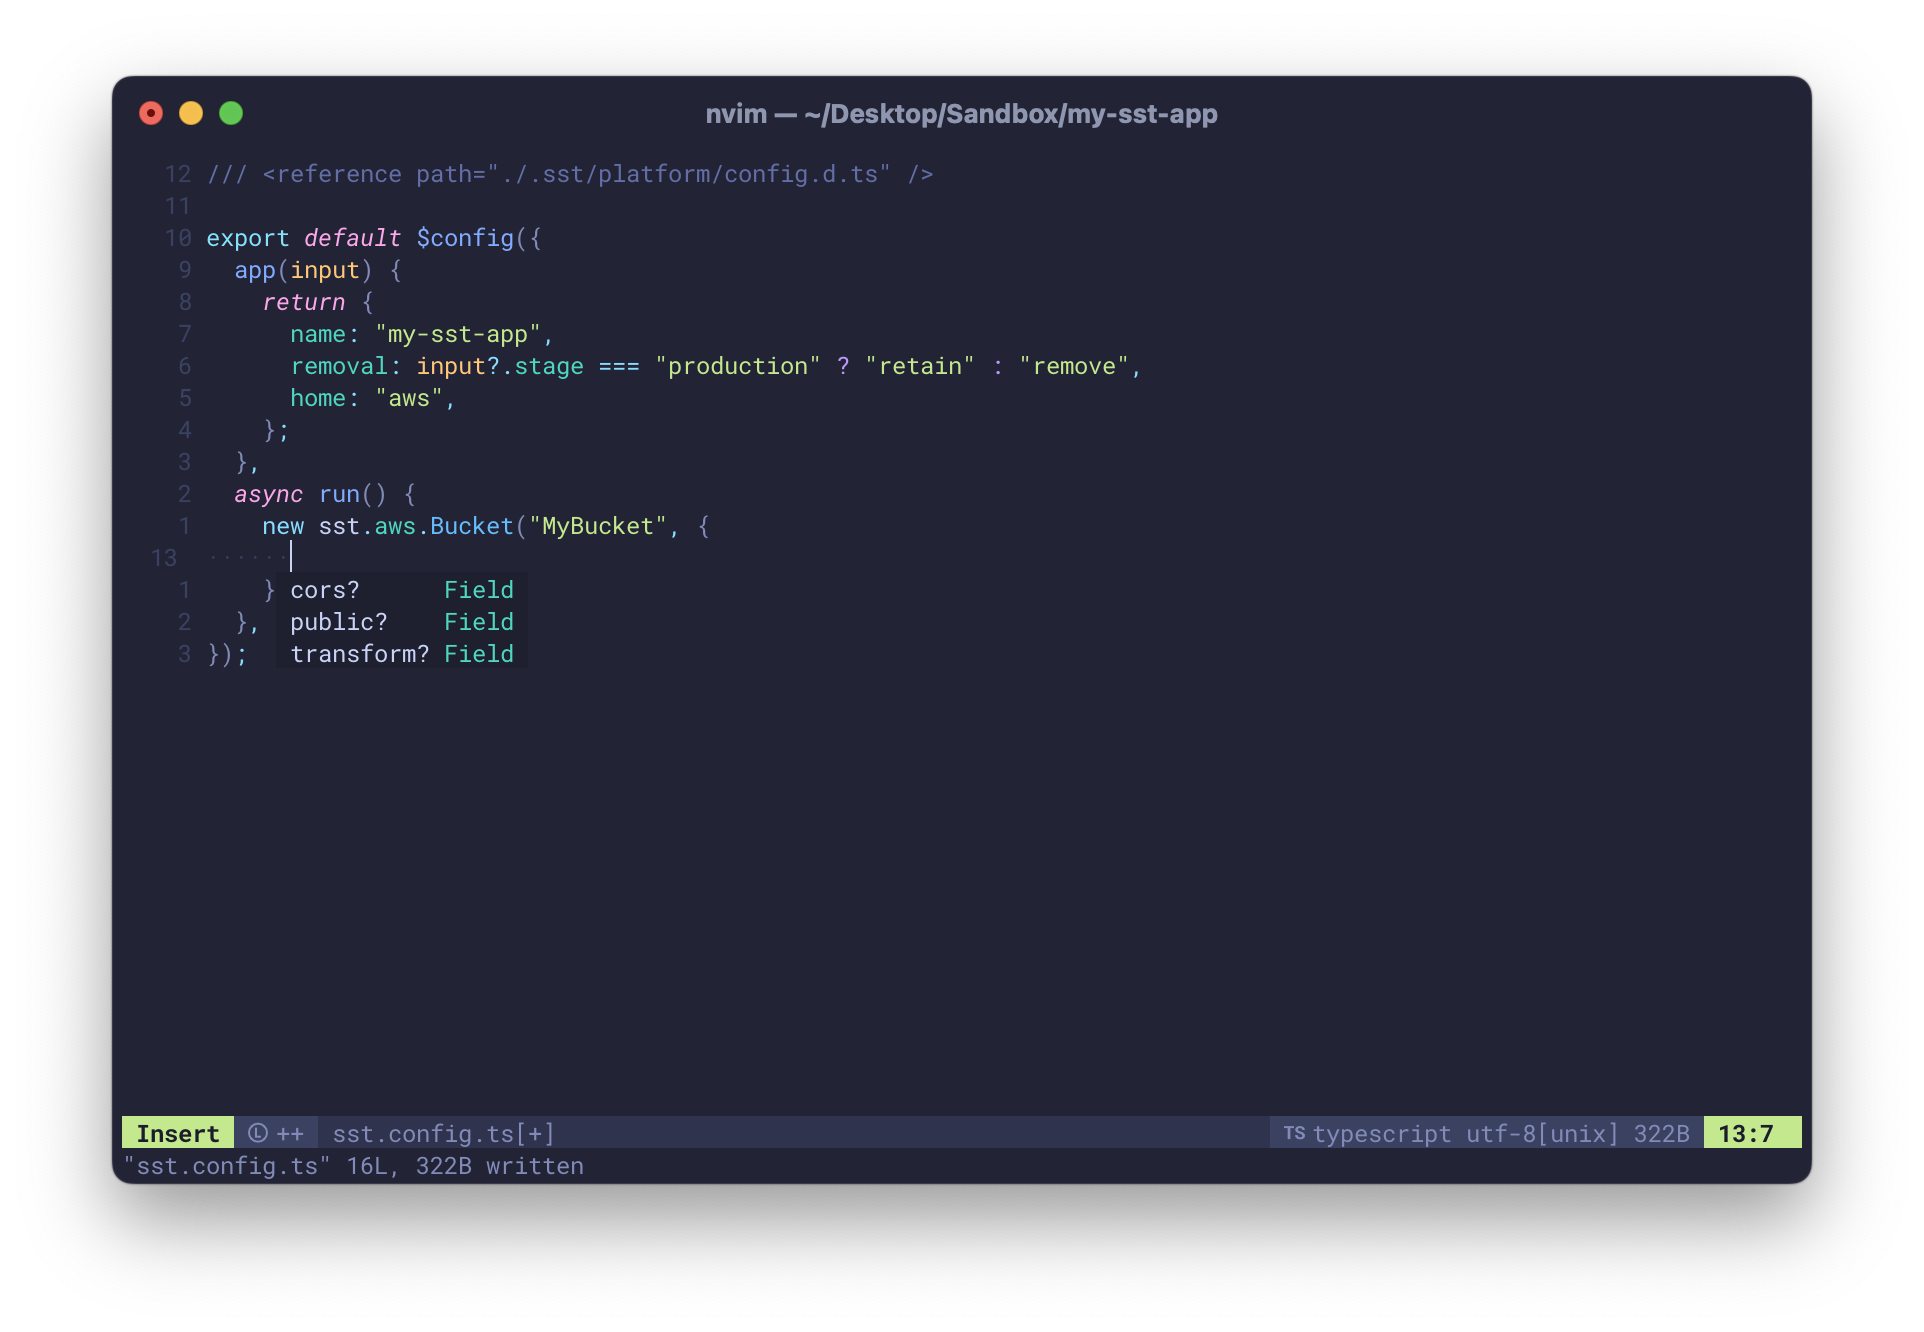 nvim — ~/Desktop/Sandbox/my-sst-app
12 /// <reference path="./.sst/platform/config.d.ts" />
11
10 export default $config({
9   app(input) {
8     return {
7       name: "my-sst-app",
6       removal: input?.stage === "production" ? "retain" : "remove",
5       home: "aws",
4     };
3   },
2   async run() {
1     new sst.aws.Bucket("MyBucket", {
13 ······
1     } cors? Field
2   }, public? Field
3 }); transform? Field
Insert Ⓛ ++ sst.config.ts[+] TS typescript utf-8[unix] 322B 13:7
"sst.config.ts" 16L, 322B written